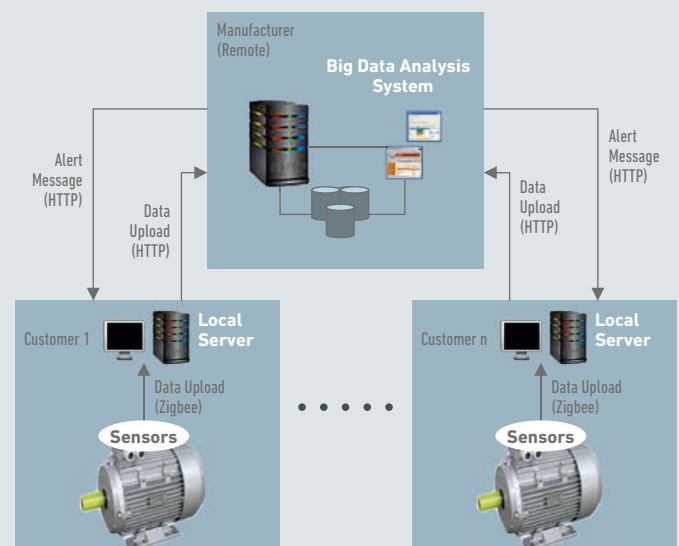 Manufacturer
(Remote)
Big Data Analysis
System
Alert
Message
(HTTP)
Data
Upload
(HTTP)
Data
Upload
(HTTP)
Alert
Message
(HTTP)
Customer 1
Local
Server
Data Upload
(Zigbee)
Sensors
Customer n
Local
Server
Data Upload
(Zigbee)
Sensors